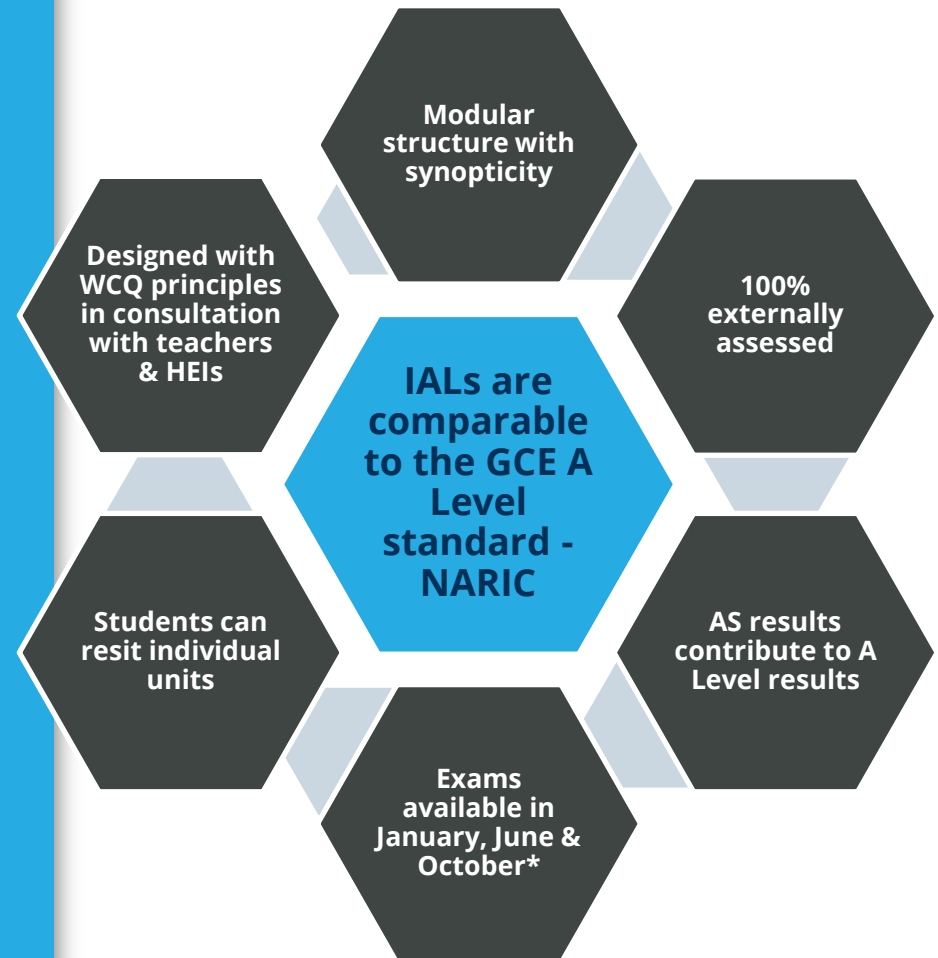 Modular
structure with
synopticity
100%
externally
assessed
AS results
contribute to A
Level results
Exams
available in
January, June &
October*
Students can
resit individual
units
Designed with
WCQ principles
in consultation
with teachers
& HEIs
IALs are
comparable
to the GCE A
Level
standard -
NARIC